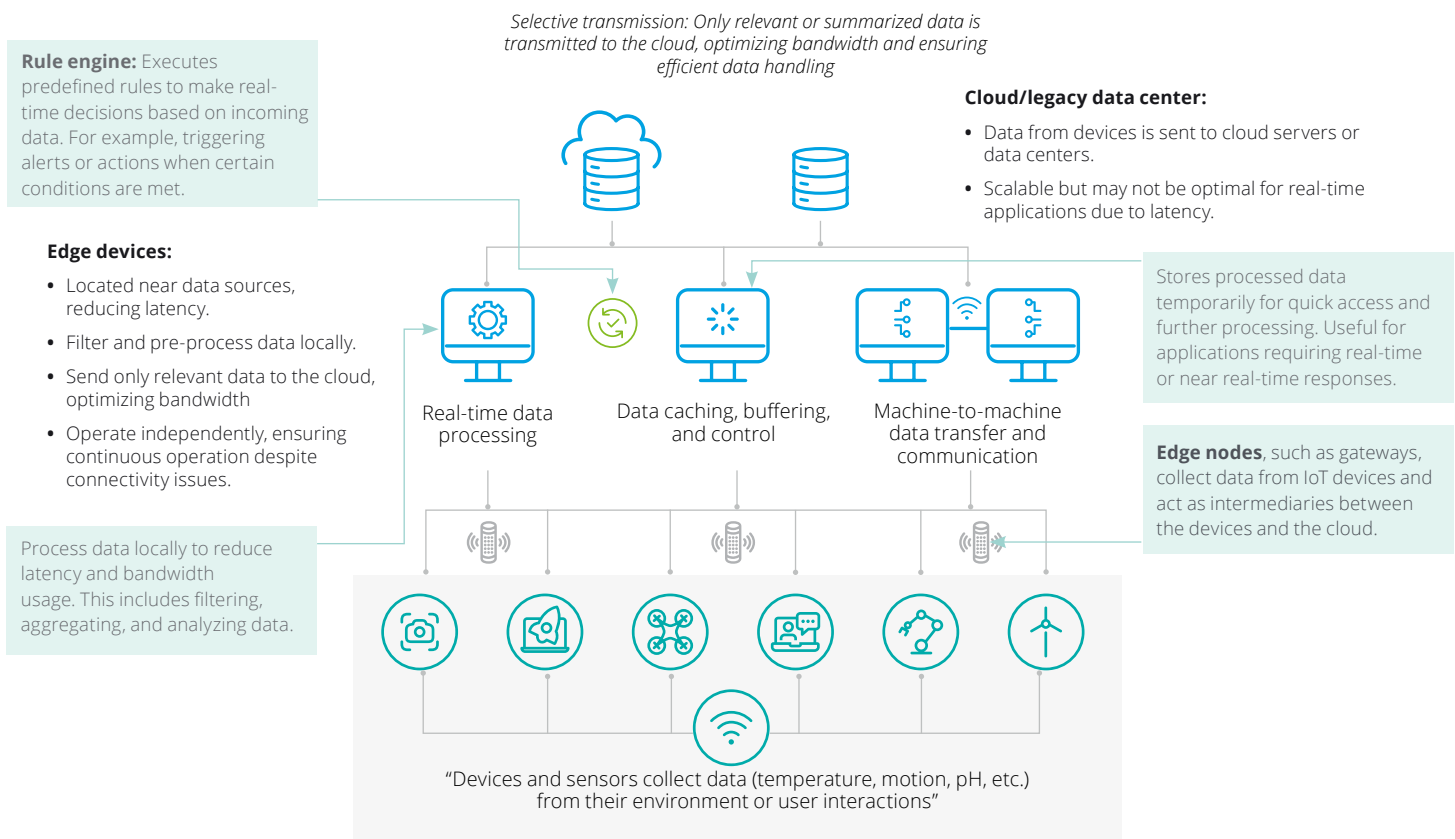 Selective transmission: Only relevant or summarized data is
transmitted to the cloud, optimizing bandwidth and ensuring
efficient data handling
Rule engine: Executes
predefined rules to make real-
time decisions based on incoming
data. For example, triggering
alerts or actions when certain
conditions are met.
Cloud/legacy data center:
• Data from devices is sent to cloud servers or
data centers.
• Scalable but may not be optimal for real-time
applications due to latency.
Edge devices:
• Located near data sources,
reducing latency.
• Filter and pre-process data locally.
• Send only relevant data to the cloud,
optimizing bandwidth
• Operate independently, ensuring
continuous operation despite
connectivity issues.
Stores processed data
temporarily for quick access and
further processing. Useful for
applications requiring real-time
or near real-time responses.
Real-time data
processing
Data caching, buffering,
and control
Machine-to-machine
data transfer and
communication
Edge nodes, such as gateways,
collect data from IoT devices and
act as intermediaries between
the devices and the cloud.
Process data locally to reduce
latency and bandwidth
usage. This includes filtering,
aggregating, and analyzing data.
“Devices and sensors collect data (temperature, motion, pH, etc.)
from their environment or user interactions”